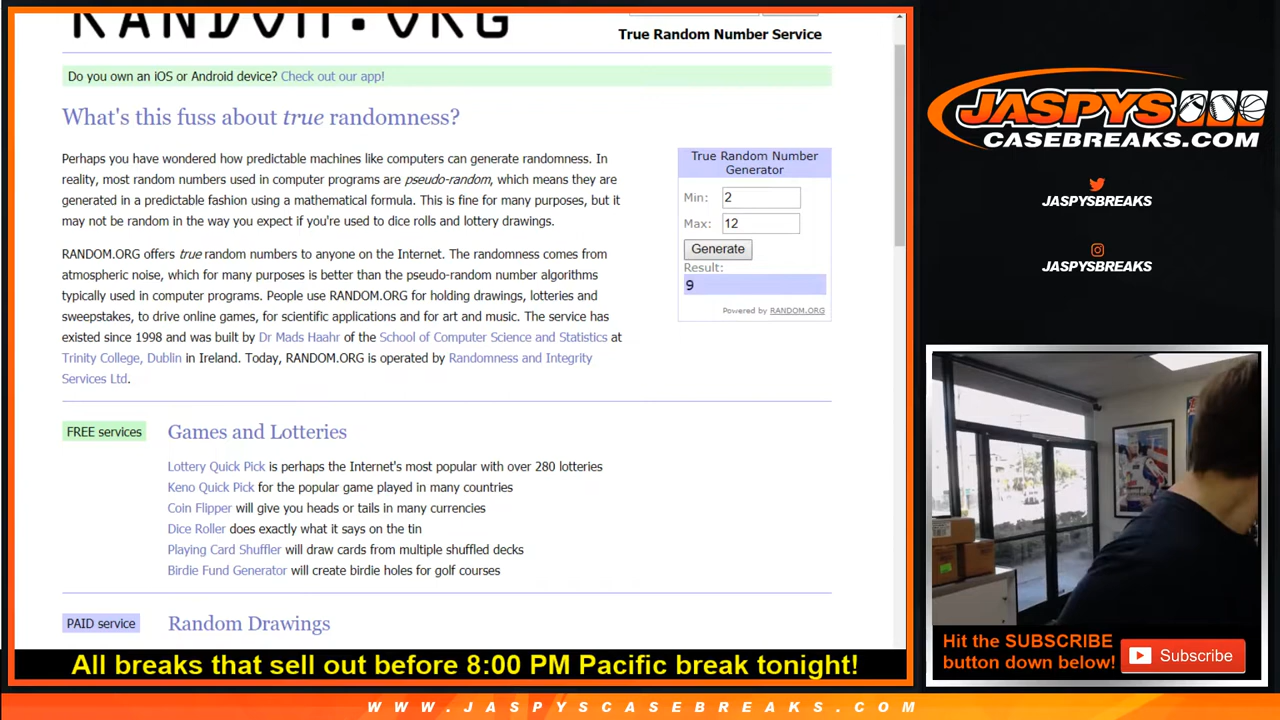 RANDOM.ORG
True Random Number Service
Do you own an iOS or Android device? Check out our app!
What's this fuss about true randomness?
Perhaps you have wondered how predictable machines like computers can generate randomness. In
reality, most random numbers used in computer programs are pseudo-random, which means they are
generated in a predictable fashion using a mathematical formula. This is fine for many purposes, but it
may not be random in the way you expect if you're used to dice rolls and lottery drawings.
RANDOM.ORG offers true random numbers to anyone on the Internet. The randomness comes from
atmospheric noise, which for many purposes is better than the pseudo-random number algorithms
typically used in computer programs. People use RANDOM.ORG for holding drawings, lotteries and
sweepstakes, to drive online games, for scientific applications and for art and music. The service has
existed since 1998 and was built by Dr Mads Haahr of the School of Computer Science and Statistics at
Trinity College, Dublin in Ireland. Today, RANDOM.ORG is operated by Randomness and Integrity
Services Ltd.
True Random Number
Generator
Min: 2
Max: 12
Generate
Result:
9
Powered by RANDOM.ORG
FREE services
Games and Lotteries
Lottery Quick Pick is perhaps the Internet's most popular with over 280 lotteries
Keno Quick Pick for the popular game played in many countries
Coin Flipper will give you heads or tails in many currencies
Dice Roller does exactly what it says on the tin
Playing Card Shuffler will draw cards from multiple shuffled decks
Birdie Fund Generator will create birdie holes for golf courses
PAID service
Random Drawings
JASPYS
CASEBREAKS.COM
JASPYSBREAKS
JASPYSBREAKS
Hit the SUBSCRIBE
button down below!
Subscribe
All breaks that sell out before 8:00 PM Pacific break tonight!
WWW.JASPYSCASEBREAKS.COM